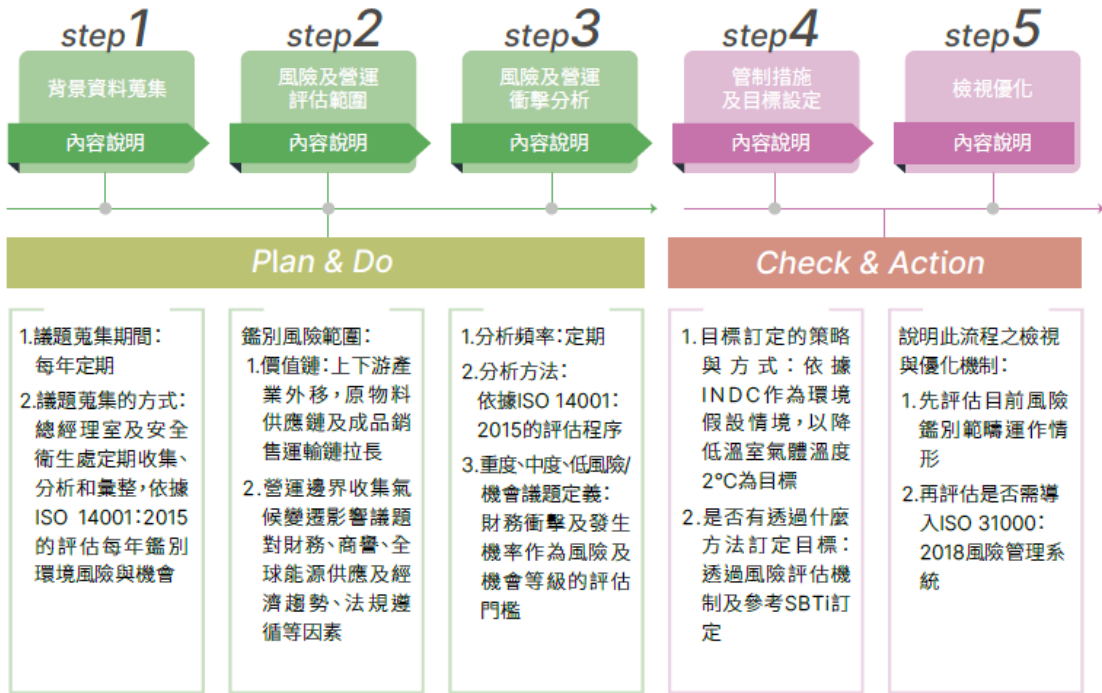 step1
背景資料蒐集
內容說明
step2
風險及營運
評估範圍
內容說明
step3
風險及營運
衝擊分析
內容說明
step4
管制措施
及目標設定
內容說明
step5
檢視優化
內容說明
Plan & Do
Check & Action
1.議題蒐集期間：
每年定期
2.議題蒐集的方式：
總經理室及安全
衛生處定期收集、
分析和彙整，依據
ISO 14001：2015
的評估每年鑑別
環境風險與機會
鑑別風險範圍：
1.價值鏈：上下游產
業外移，原物料
供應鏈及成品銷
售運輸鏈拉長
2.營運邊界收集氣
候變遷影響議題
對財務、商譽、全
球能源供應及經
濟趨勢、法規遵
循等因素
1.分析頻率：定期
2.分析方法：
依據ISO 14001：
2015的評估程序
3.重度、中度、低風險/
機會議題定義：
財務衝擊及發生
機率作為風險及
機會等級的評估
門檻
1.目標訂定的策略
與方式：依據
INDC作為環境
假設情境，以降
低溫室氣體溫度
2°C為目標
2.是否有透過什麼
方法訂定目標：
透過風險評估機
制及參考SBTi訂
定
說明此流程之檢視
與優化機制：
1.先評估目前風險
鑑別範疇運作情
形
2.再評估是否需導
入ISO 31000：
2018風險管理系
統